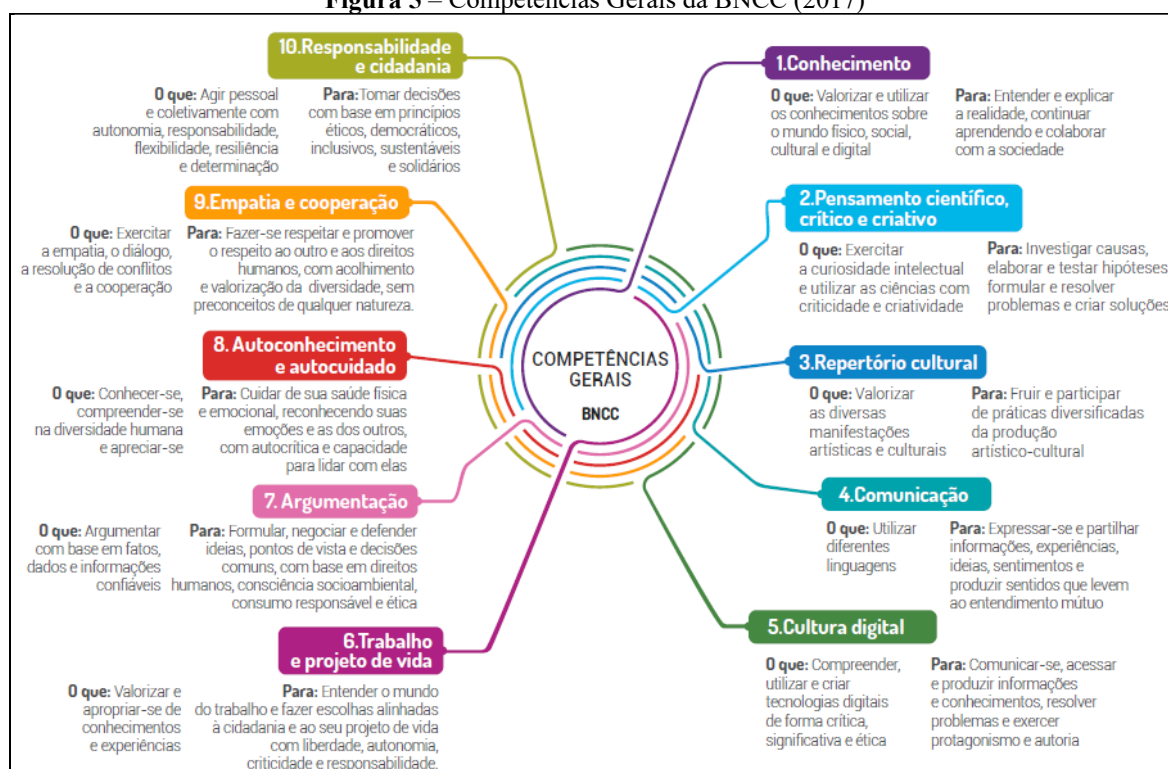 Figura 3 – Competências Gerais da BNCC (2017)
10.Responsabilidade
e cidadania
O que: Agir pessoal
e coletivamente com
autonomia, responsabilidade,
flexibilidade, resiliência
e determinação
Para:Tomar decisões
com base em princípios
éticos, democráticos,
inclusivos, sustentáveis
e solidários
1.Conhecimento
O que: Valorizar e utilizar
os conhecimentos sobre
o mundo físico, social,
cultural e digital
Para: Entender e explicar
a realidade, continuar
aprendendo e colaborar
com a sociedade
9.Empatia e cooperação
O que: Exercitar
a empatia, o diálogo,
a resolução de conflitos
e a cooperação
Para: Fazer-se respeitar e promover
o respeito ao outro e aos direitos
humanos, com acolhimento
e valorização da diversidade, sem
preconceitos de qualquer natureza.
2.Pensamento científico,
crítico e criativo
O que: Exercitar
a curiosidade intelectual
e utilizar as ciências com
criticidade e criatividade
Para: Investigar causas,
elaborar e testar hipóteses,
formular e resolver
problemas e criar soluções
8. Autoconhecimento
e autocuidado
O que: Conhecer-se,
compreender-se
na diversidade humana
e apreciar-se
Para: Cuidar de sua saúde física
e emocional, reconhecendo suas
emoções e as dos outros,
com autocrítica e capacidade
para lidar com elas
COMPETÊNCIAS
GERAIS
BNCC
3.Repertório cultural
O que: Valorizar
as diversas
manifestações
artísticas e culturais
Para: Fruir e participar
de práticas diversificadas
da produção
artístico-cultural
7. Argumentação
O que: Argumentar
com base em fatos,
dados e informações
confiáveis
Para: Formular, negociar e defender
ideias, pontos de vista e decisões
comuns, com base em direitos
humanos, consciência socioambiental,
consumo responsável e ética
4.Comunicação
O que: Utilizar
diferentes
linguagens
Para: Expressar-se e partilhar
informações, experiências,
ideias, sentimentos e
produzir sentidos que levem
ao entendimento mútuo
6.Trabalho
e projeto de vida
O que: Valorizar e
apropriar-se de
conhecimentos
e experiências
Para: Entender o mundo
do trabalho e fazer escolhas alinhadas
à cidadania e ao seu projeto de vida
com liberdade, autonomia,
criticidade e responsabilidade.
5.Cultura digital
O que: Compreender,
utilizar e criar
tecnologias digitais
de forma crítica,
significativa e ética
Para: Comunicar-se, acessar
e produzir informações
e conhecimentos, resolver
problemas e exercer
protagonismo e autoria